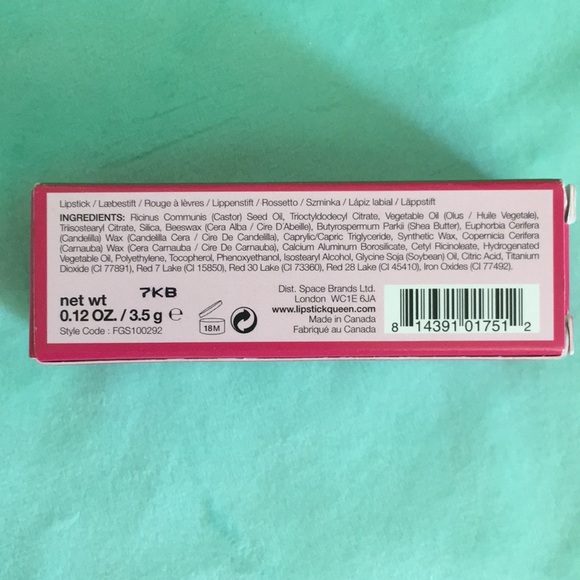 Lipstick / Læbestift / Rouge à lèvres / Lippenstift / Rossetto / Szminka / Lápiz labial / Läppstift
INGREDIENTS: Ricinus Communis (Castor) Seed Oil, Trioctyldodecyl Citrate, Vegetable Oil (Olus / Huile Vegetale),
Triisostearyl Citrate, Silica, Beeswax (Cera Alba / Cire D'Abeille), Butyrospermum Parkii (Shea Butter), Euphorbia Cerifera
(Candelilla) Wax (Candelilla Cera / Cire De Candelilla), Caprylic/Capric Triglyceride, Synthetic Wax, Copernicia Cerifera
(Carnauba) Wax (Cera Carnauba / Cire De Carnauba), Calcium Aluminum Borosilicate, Cetyl Ricinoleate, Hydrogenated
Vegetable Oil, Polyethylene, Tocopherol, Phenoxyethanol, Isostearyl Alcohol, Glycine Soja (Soybean) Oil, Citric Acid, Titanium
Dioxide (CI 77891), Red 7 Lake (CI 15850), Red 30 Lake (CI 73360), Red 28 Lake (CI 45410), Iron Oxides (CI 77492).
net wt 7KB
0.12 OZ. / 3.5 g ℮
Style Code : FGS100292
18M
Dist. Space Brands Ltd.
London WC1E 6JA
www.lipstickqueen.com
Made in Canada
Fabriqué au Canada
8 14391 01751 2